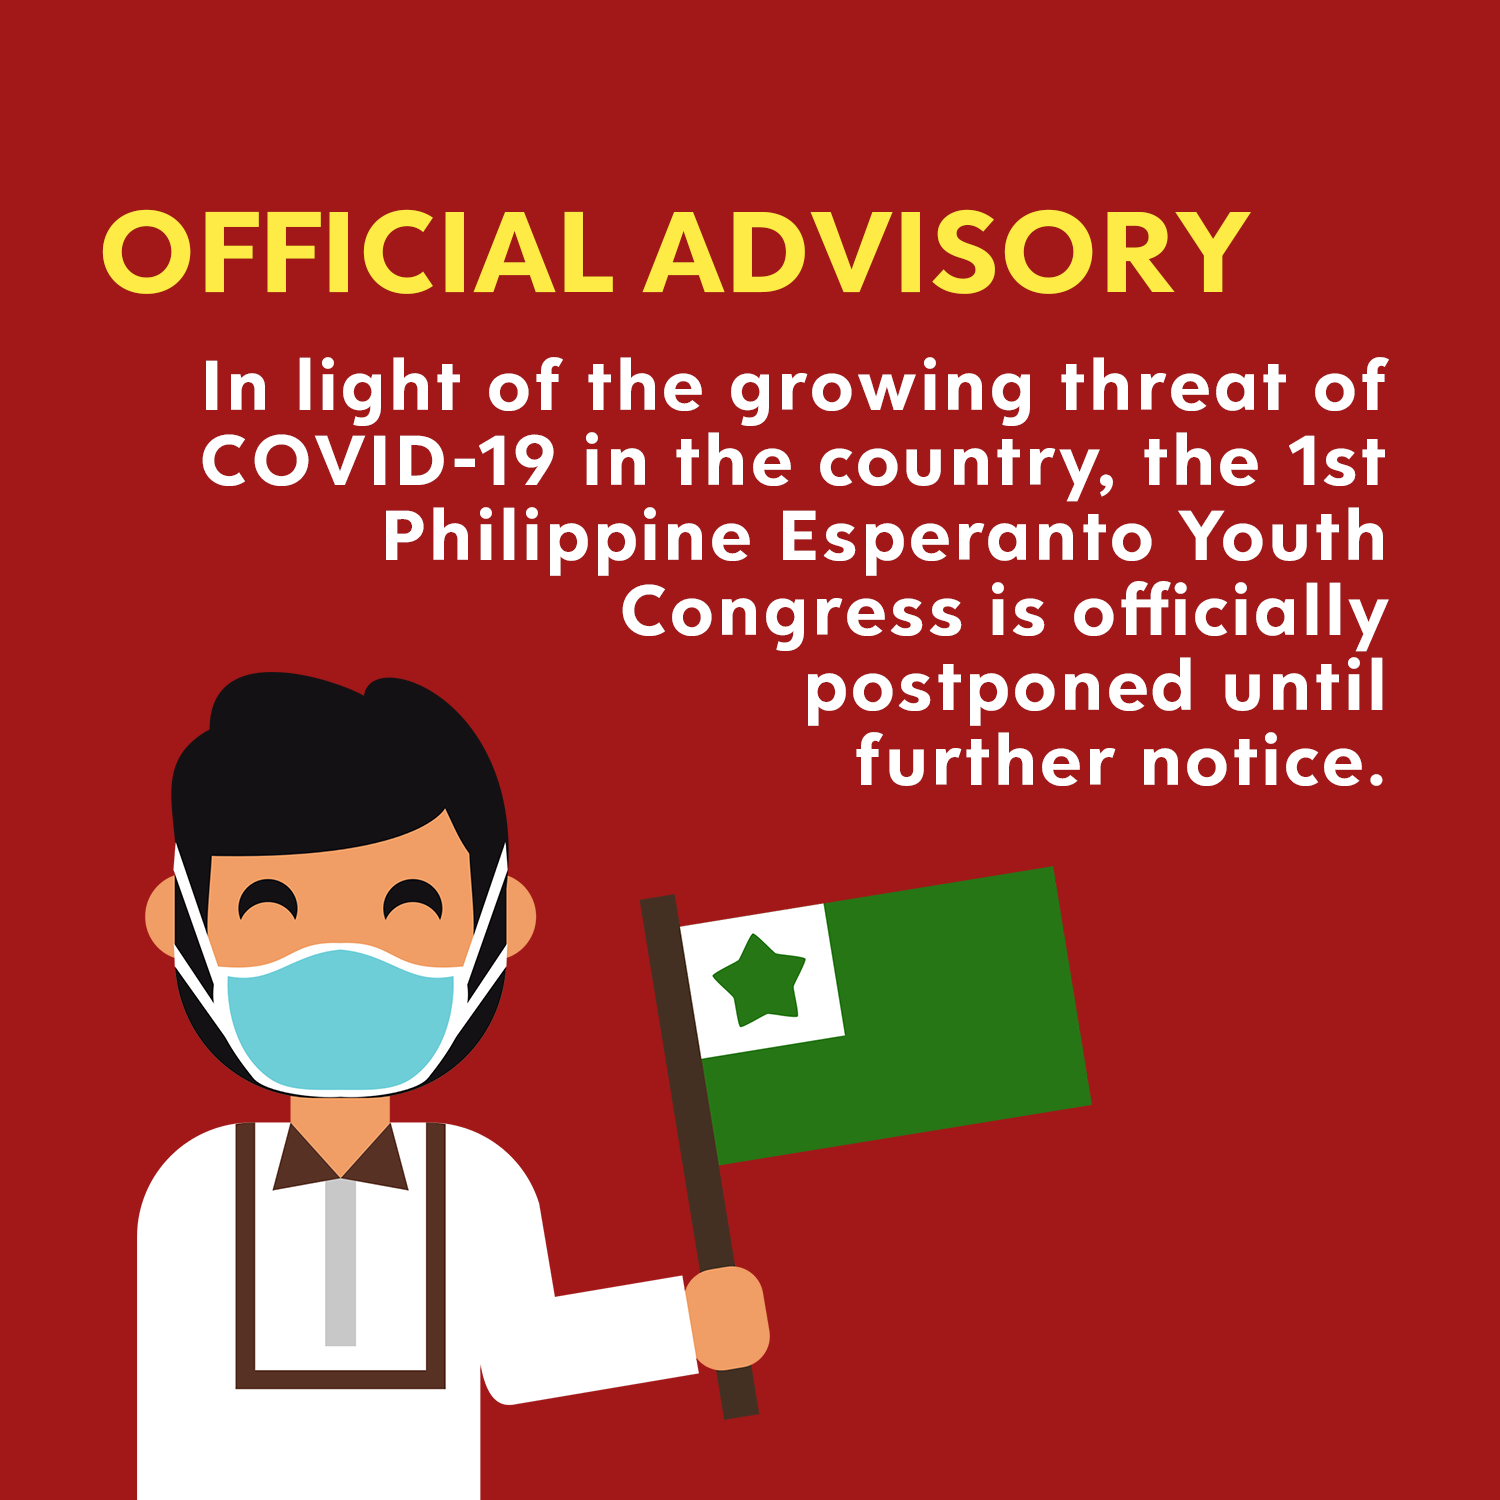 OFFICIAL ADVISORY
In light of the growing threat of
COVID-19 in the country, the 1st
Philippine Esperanto Youth
Congress is officially
postponed until
further notice.